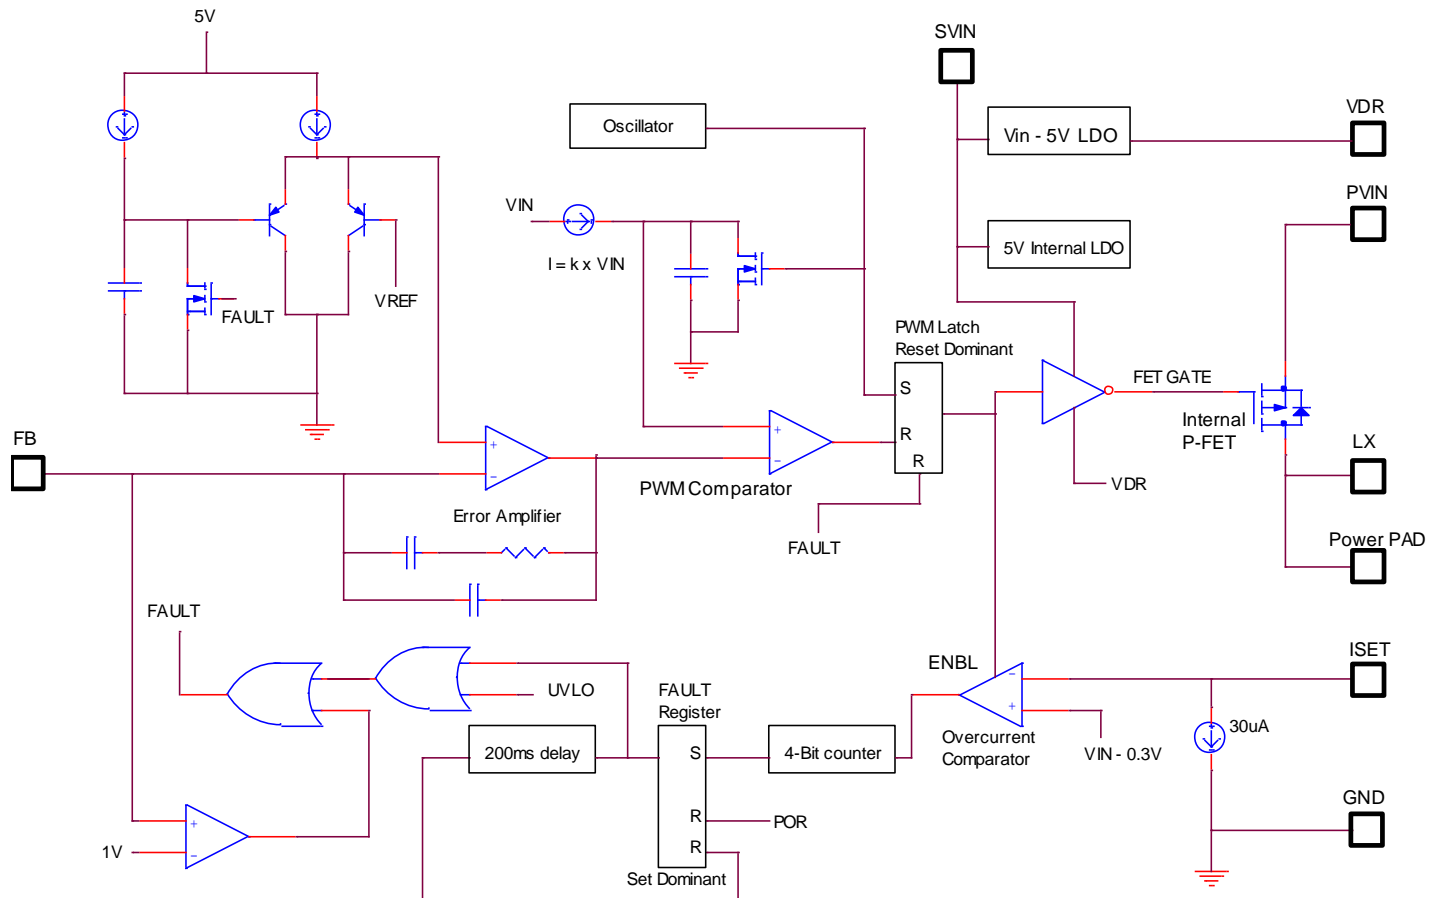 5V
SVIN
VDR
Oscillator
Vin - 5V LDO
PVIN
VIN
I = k x VIN
5V Internal LDO
VREF
FAULT
PWM Latch
Reset Dominant
S
R
R
FET GATE
Internal
P-FET
FB
+
-
Error Amplifier
+
-
PWM Comparator
LX
VDR
FAULT
Power PAD
FAULT
UVLO
ENBL
-
+
Overcurrent
Comparator
VIN - 0.3V
ISET
30uA
FAULT
Register
200ms delay
S
R
R
4-Bit counter
POR
Set Dominant
GND
+
-
1V